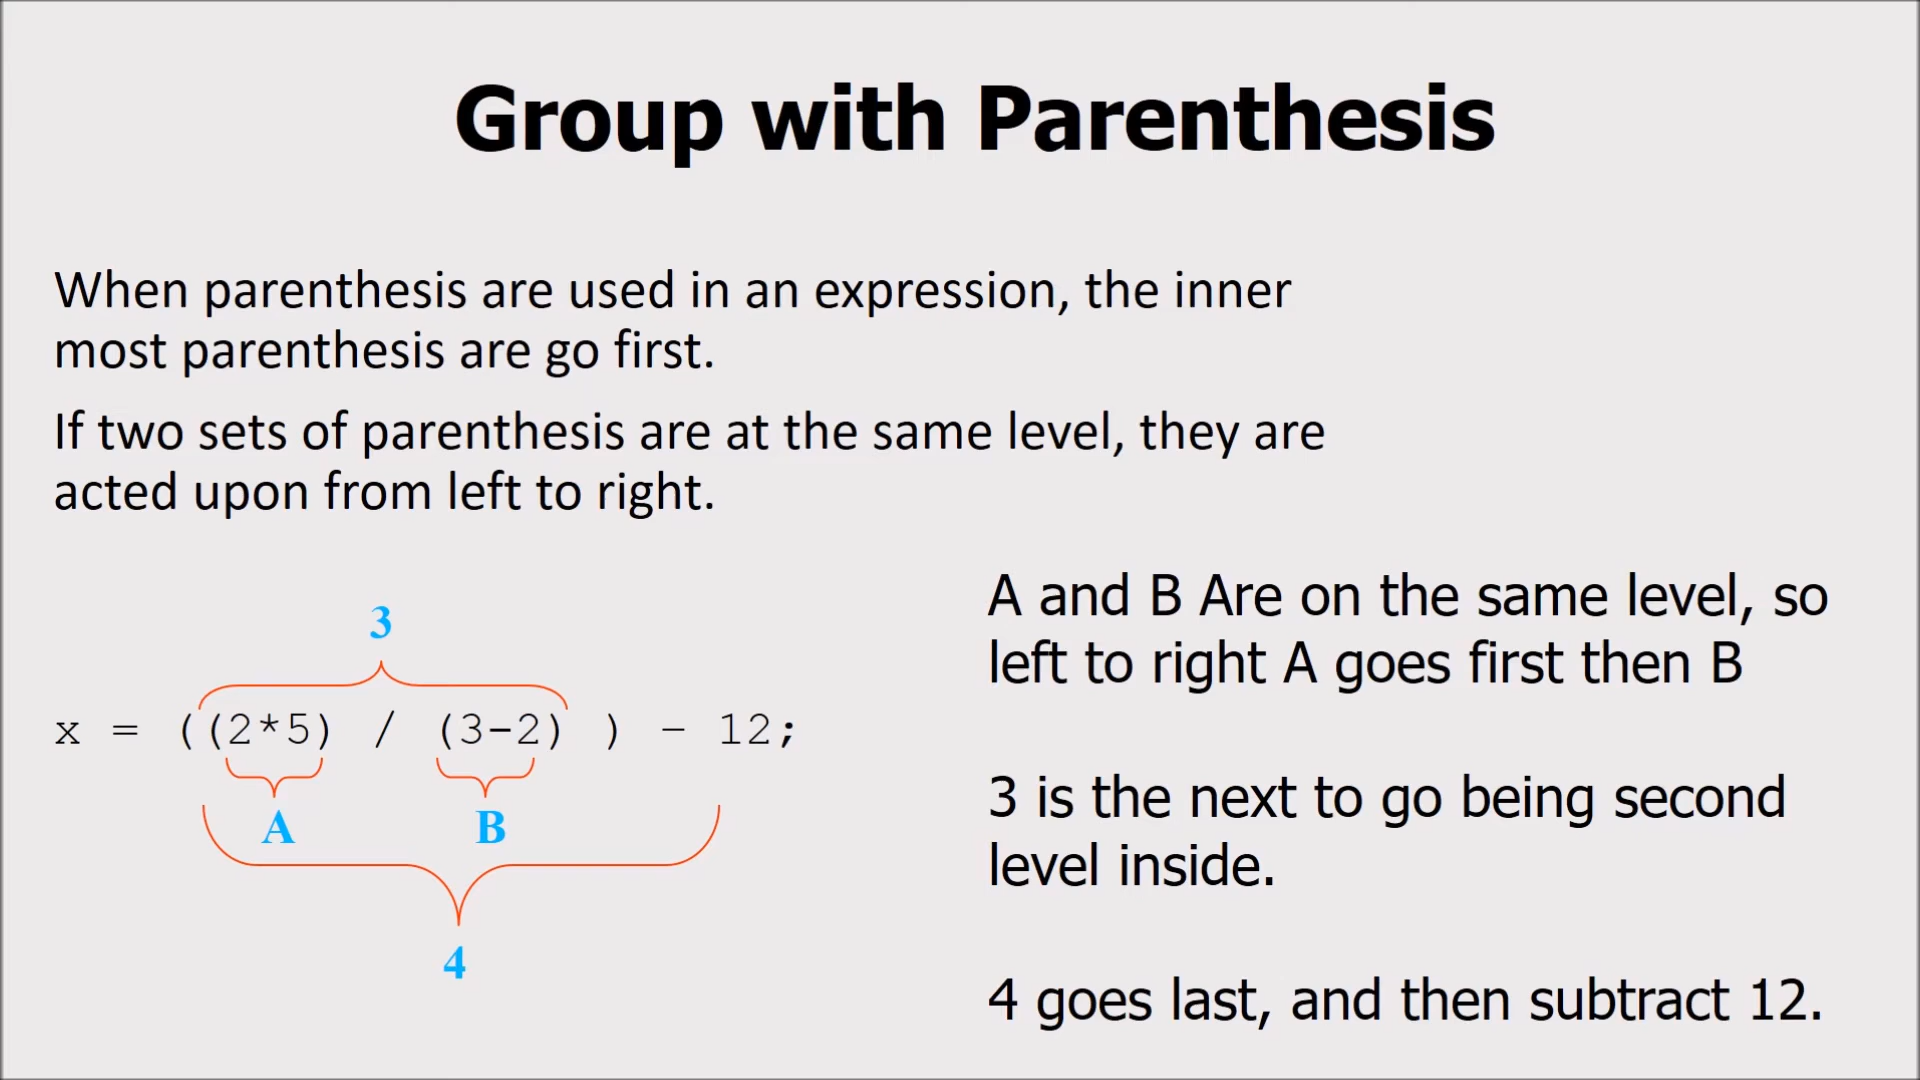 Group with Parenthesis
When parenthesis are used in an expression, the inner
most parenthesis are go first.
If two sets of parenthesis are at the same level, they are
acted upon from left to right.
3
x = ((2*5) / (3-2) ) - 12;
A B
4
A and B Are on the same level, so
left to right A goes first then B
3 is the next to go being second
level inside.
4 goes last, and then subtract 12.